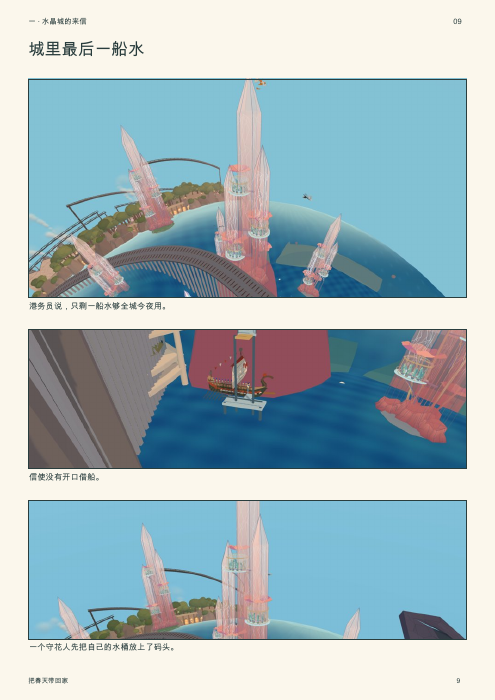 一 · 水晶城的来信
09
城里最后一船水
港务员说，只剩一船水够全城今夜用。
信使没有开口借船。
一个守花人先把自己的水桶放上了码头。
把春天带回家
9